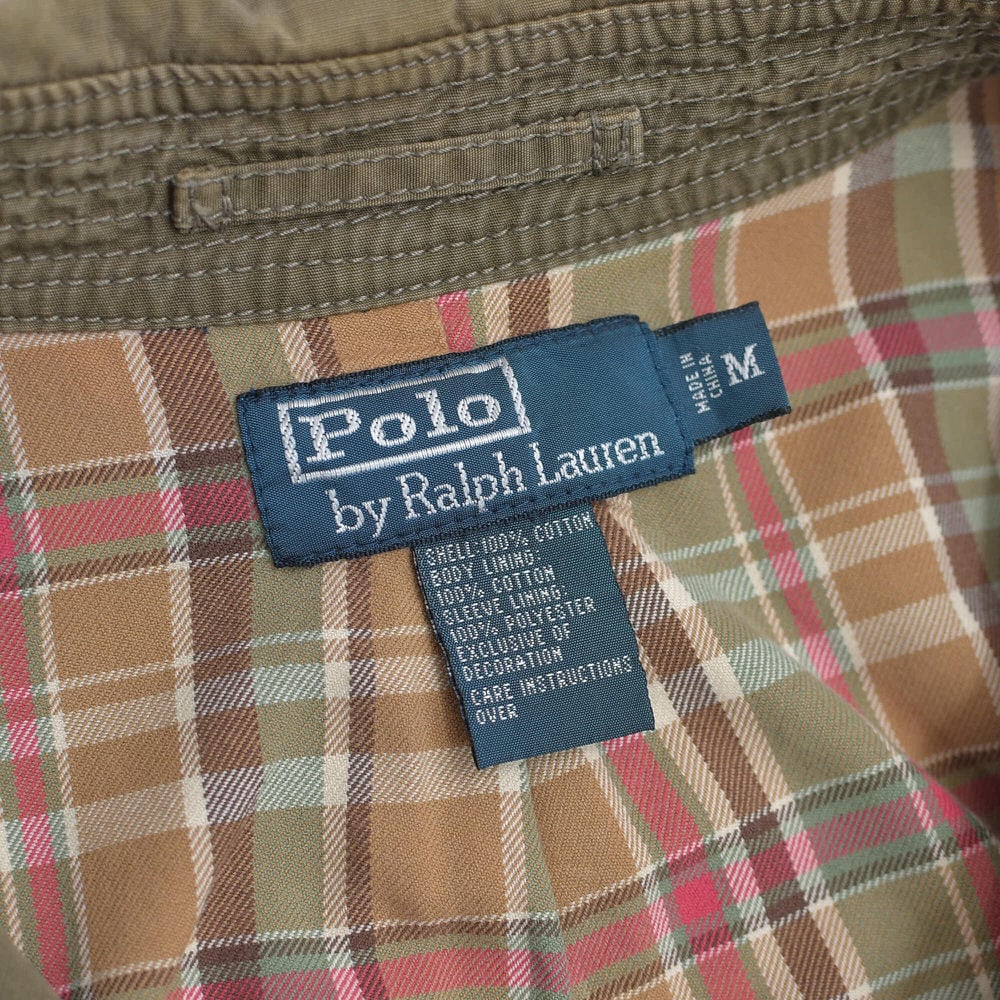 Polo
by Ralph Lauren
MADE IN
CHINA
M
SHELL:100% COTTON
BODY LINING:
100% COTTON
SLEEVE LINING
100% POLYESTER
EXCLUSIVE OF
DECORATION
CARE INSTRUCTIONS
OVER